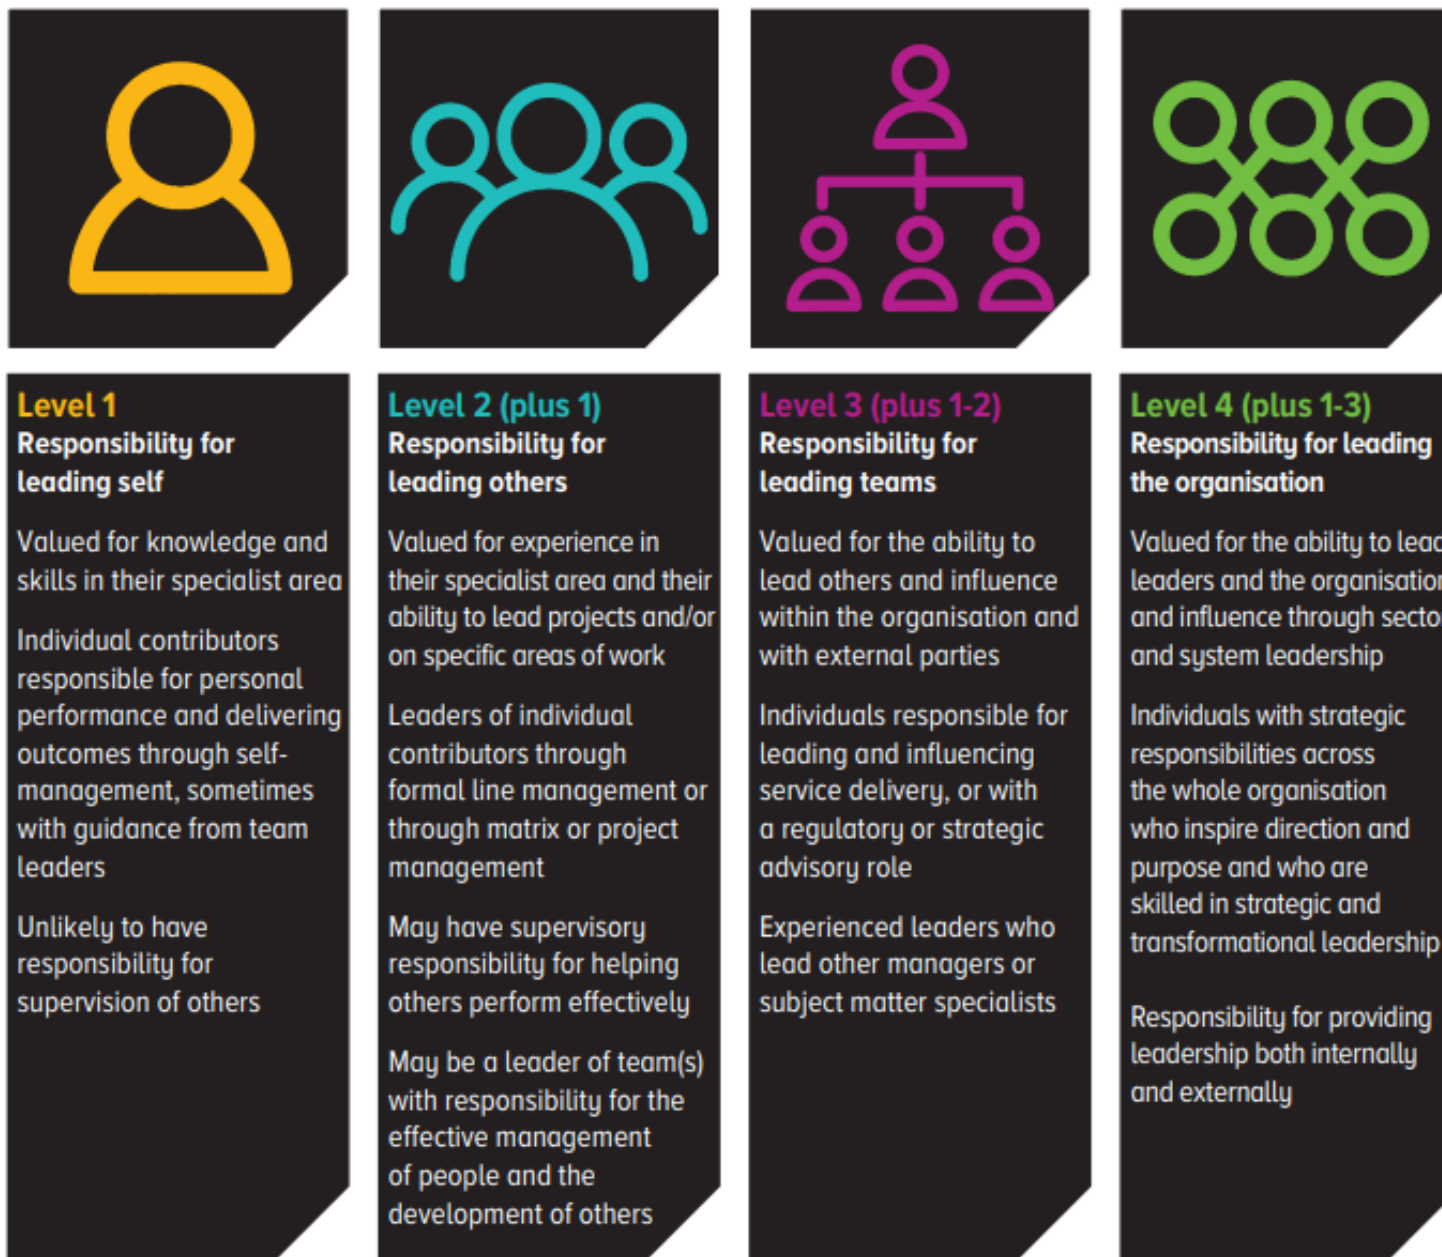 Level 1
Responsibility for
leading self
Valued for knowledge and
skills in their specialist area
Individual contributors
responsible for personal
performance and delivering
outcomes through self-
management, sometimes
with guidance from team
leaders
Unlikely to have
responsibility for
supervision of others
Level 2 (plus 1)
Responsibility for
leading others
Valued for experience in
their specialist area and their
ability to lead projects and/or
on specific areas of work
Leaders of individual
contributors through
formal line management or
through matrix or project
management
May have supervisory
responsibility for helping
others perform effectively
May be a leader of team(s)
with responsibility for the
effective management
of people and the
development of others
Level 3 (plus 1-2)
Responsibility for
leading teams
Valued for the ability to
lead others and influence
within the organisation and
with external parties
Individuals responsible for
leading and influencing
service delivery, or with
a regulatory or strategic
advisory role
Experienced leaders who
lead other managers or
subject matter specialists
Level 4 (plus 1-3)
Responsibility for leading
the organisation
Valued for the ability to lead
leaders and the organisation
and influence through secto
and system leadership
Individuals with strategic
responsibilities across
the whole organisation
who inspire direction and
purpose and who are
skilled in strategic and
transformational leadership
Responsibility for providing
leadership both internally
and externally